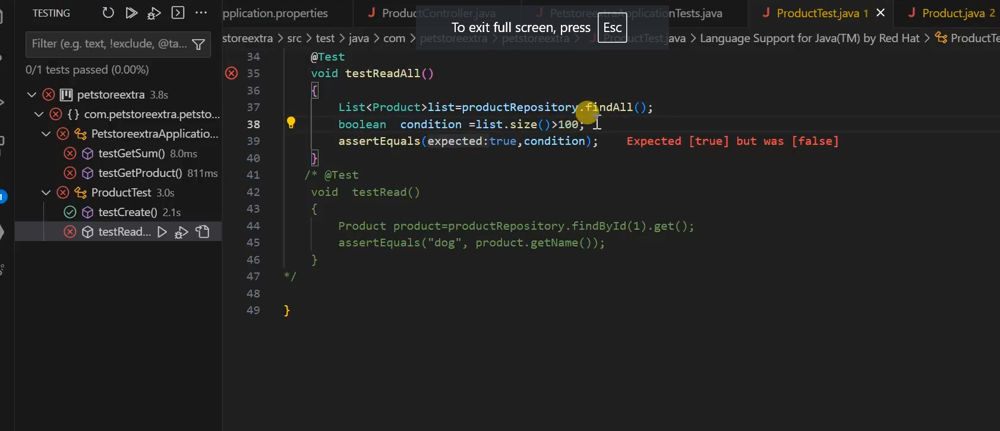 TESTING
pplication.properties
ProductController.java
PetstoreextraApplicationTests.java
ProductTest.java 1
Product.java 2
To exit full screen, press Esc
Filter (e.g. text, !exclude, @ta...
storeextra > src > test > java > com > petstoreextra > petstoreextra > ProductTest.java > Language Support for Java(TM) by Red Hat > ProductTe
0/1 tests passed (0.00%)
petstoreextra 3.8s
{} com.petstoreextra.petsto...
PetstoreextraApplicatio...
testGetSum() 8.0ms
testGetProduct() 811ms
ProductTest 3.0s
testCreate() 2.1s
testRead...
1
34 @Test
35 void testReadAll()
36 {
37 List<Product>list=productRepository.findAll();
38 boolean  condition =list.size()>100;
39 assertEquals(expected:true,condition); Expected [true] but was [false]
40 }
41 /* @Test
42 void  testRead()
43 {
44 Product product=productRepository.findById(1).get();
45 assertEquals("dog", product.getName());
46 }
47 */
48
49 }